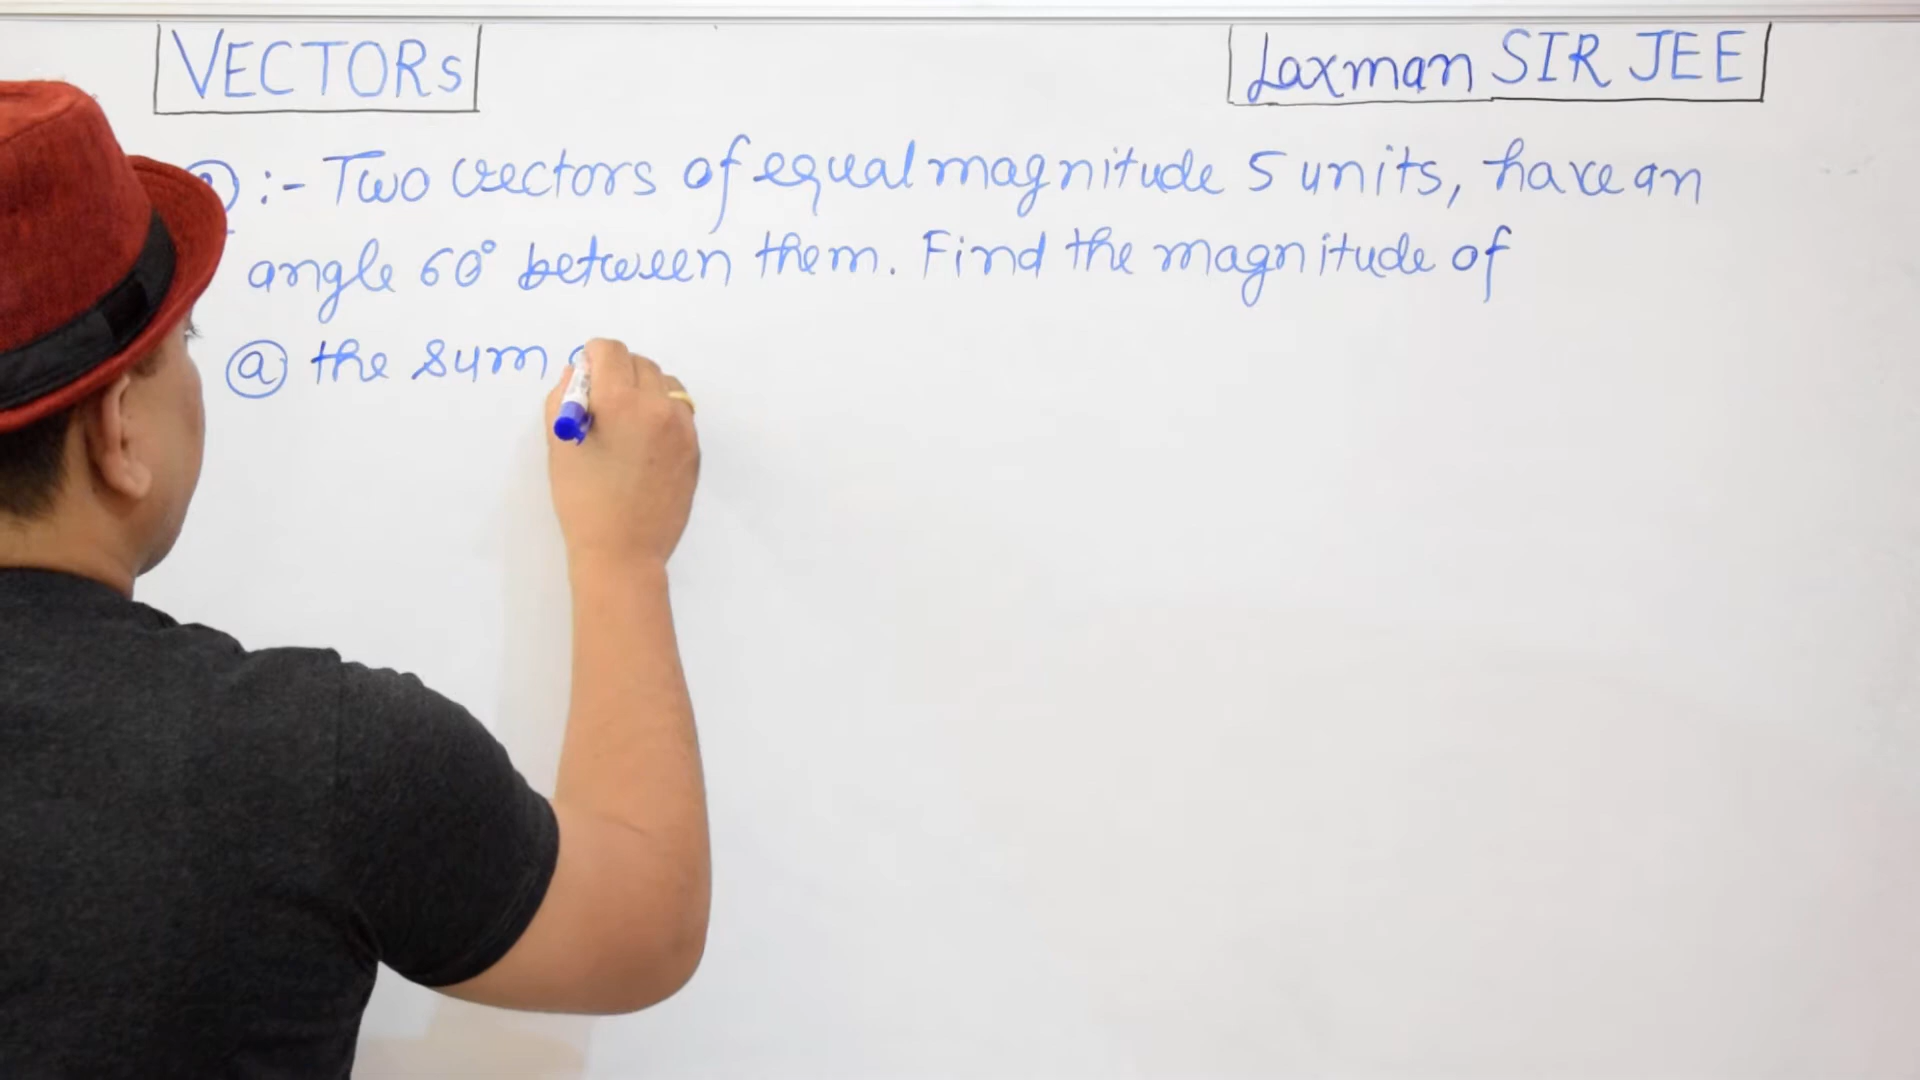 VECTORs
Laxman SIR JEE
:- Two vectors of equal magnitude 5 units, have an
angle 60° between them. Find the magnitude of
ⓐ the sum